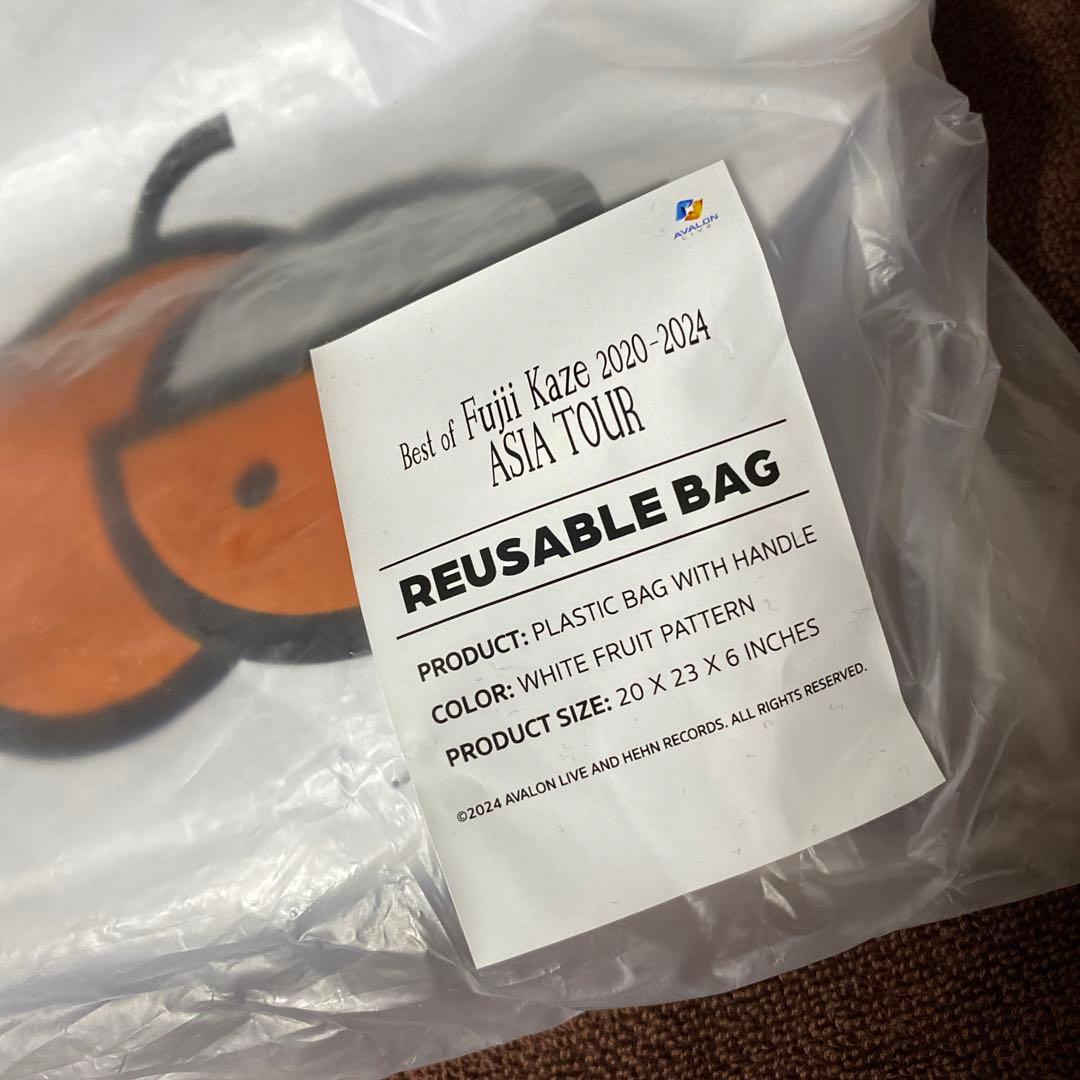 AVALON
LIVE
Best of Fujii Kaze 2020-2024
ASIA TOUR
REUSABLE BAG
PRODUCT: PLASTIC BAG WITH HANDLE
COLOR: WHITE FRUIT PATTERN
PRODUCT SIZE: 20 X 23 X 6 INCHES
©2024 AVALON LIVE AND HEHN RECORDS. ALL RIGHTS RESERVED.